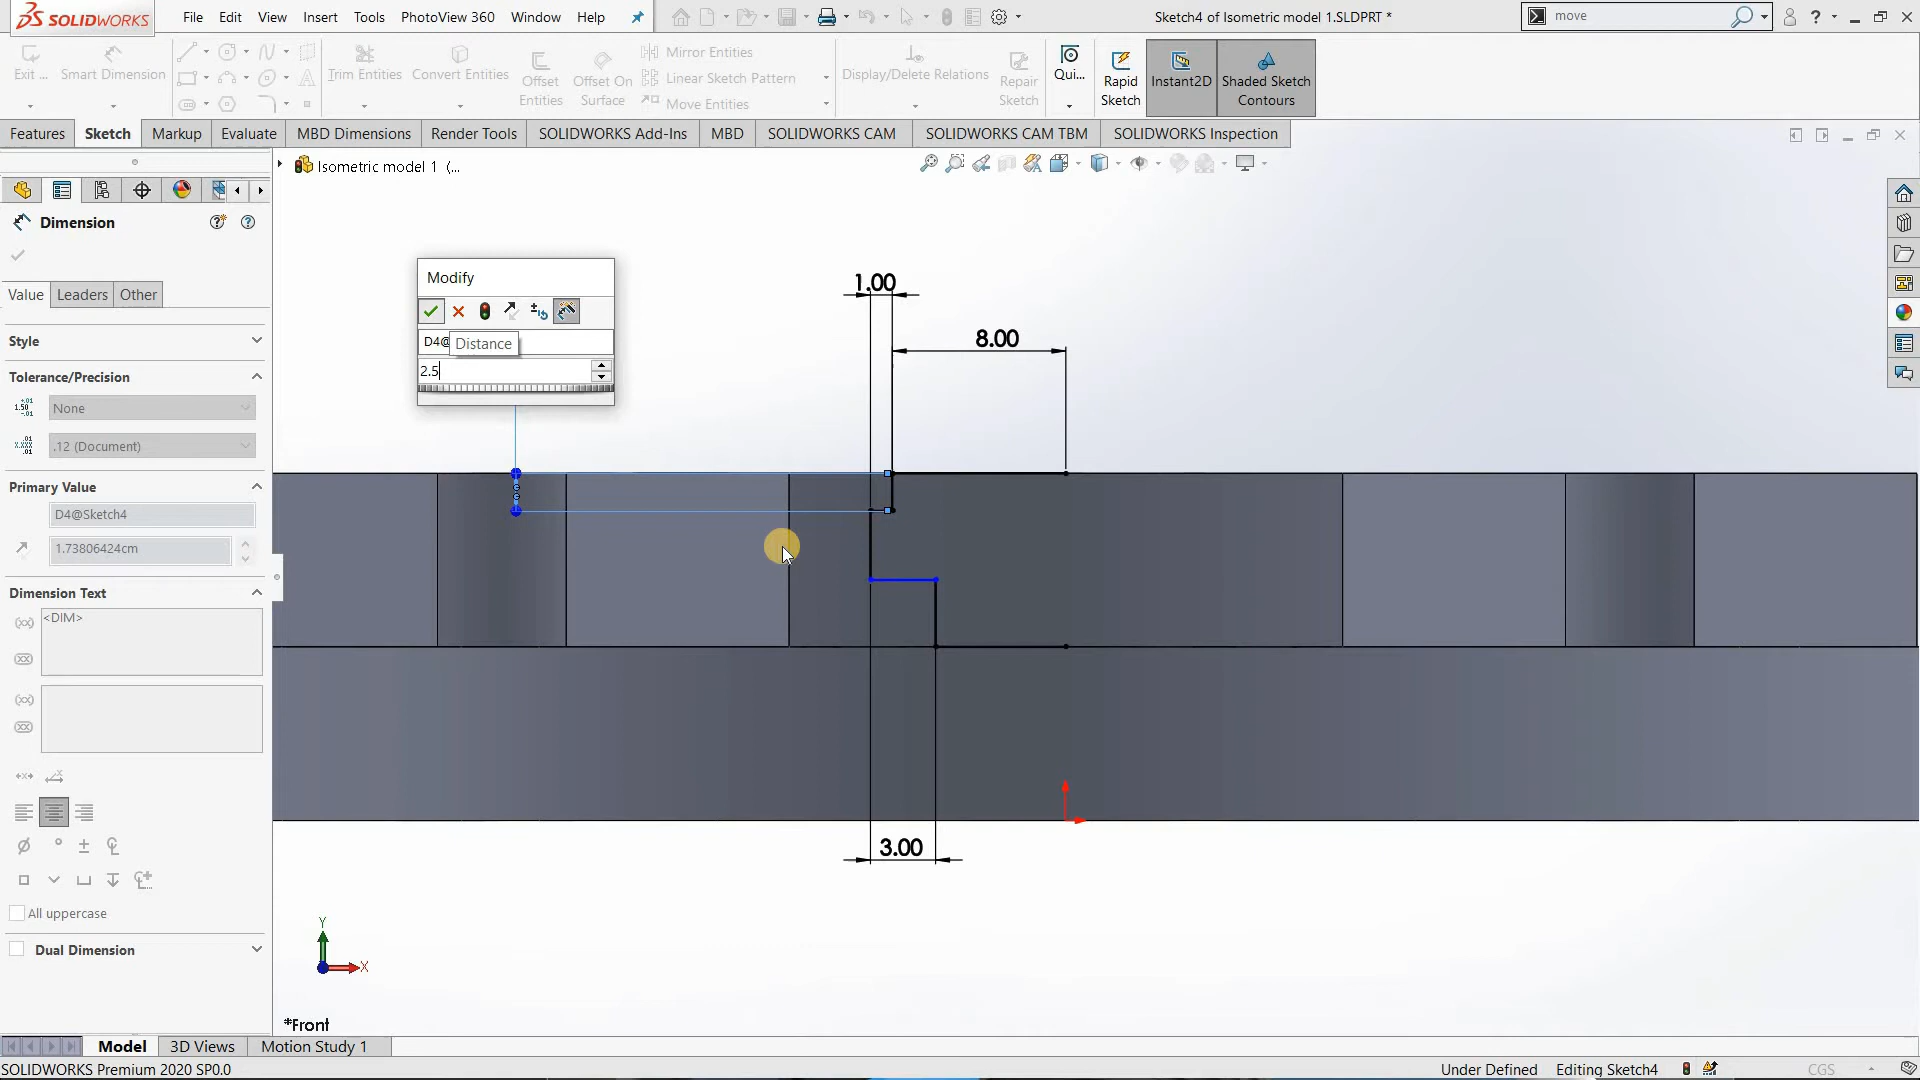 SOLIDWORKS File Edit View Insert Tools PhotoView 360 Window Help Sketch4 of Isometric model 1.SLDPRT * move ?
Exit ... Smart Dimension Trim Entities Convert Entities Offset Entities Offset On Surface Mirror Entities Display/Delete Relations Repair Sketch Qui... Rapid Sketch Instant2D Shaded Sketch Contours
Linear Sketch Pattern
Move Entities
Features Sketch Markup Evaluate MBD Dimensions Render Tools SOLIDWORKS Add-Ins MBD SOLIDWORKS CAM SOLIDWORKS CAM TBM SOLIDWORKS Inspection
Isometric model 1 (...
Dimension
Value Leaders Other
Style
Tolerance/Precision
None
.12 (Document)
Primary Value
D4@Sketch4
1.73806424cm
Dimension Text
<DIM>
All uppercase
Dual Dimension
Modify
D4@
Distance
2.5
1.00
8.00
3.00
Y
X
*Front
Model 3D Views Motion Study 1
SOLIDWORKS Premium 2020 SP0.0 Under Defined Editing Sketch4 CGS